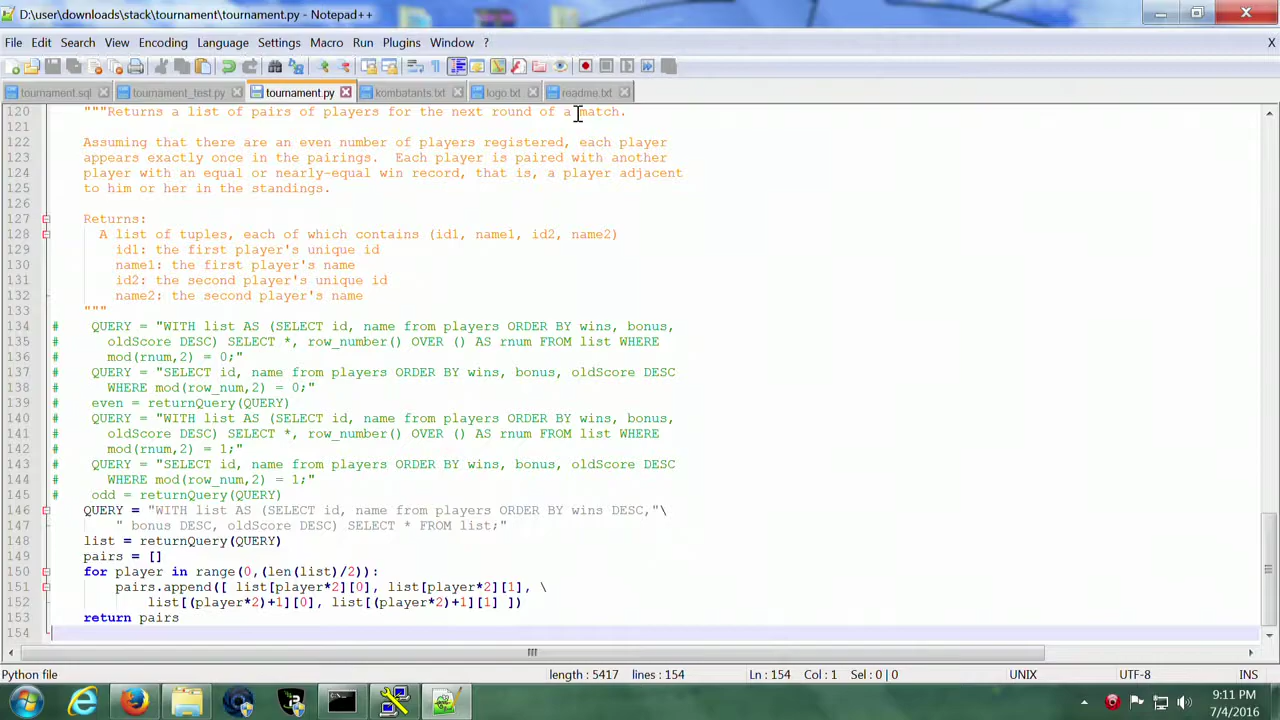 D:\user\downloads\stack\tournament\tournament.py - Notepad++
File Edit Search View Encoding Language Settings Macro Run Plugins Window ? X
tournament.sql tournament_test.py tournament.py kombatants.txt logo.txt readme.txt
120 """Returns a list of pairs of players for the next round of a match.
121
122 Assuming that there are an even number of players registered, each player
123 appears exactly once in the pairings.  Each player is paired with another
124 player with an equal or nearly-equal win record, that is, a player adjacent
125 to him or her in the standings.
126
127 Returns:
128 A list of tuples, each of which contains (id1, name1, id2, name2)
129 id1: the first player's unique id
130 name1: the first player's name
131 id2: the second player's unique id
132 name2: the second player's name
133 """
134 # QUERY = "WITH list AS (SELECT id, name from players ORDER BY wins, bonus,
135 # oldScore DESC) SELECT *, row_number() OVER () AS rnum FROM list WHERE
136 # mod(rnum,2) = 0;"
137 # QUERY = "SELECT id, name from players ORDER BY wins, bonus, oldScore DESC
138 # WHERE mod(row_num,2) = 0;"
139 # even = returnQuery(QUERY)
140 # QUERY = "WITH list AS (SELECT id, name from players ORDER BY wins, bonus,
141 # oldScore DESC) SELECT *, row_number() OVER () AS rnum FROM list WHERE
142 # mod(rnum,2) = 1;"
143 # QUERY = "SELECT id, name from players ORDER BY wins, bonus, oldScore DESC
144 # WHERE mod(row_num,2) = 1;"
145 # odd = returnQuery(QUERY)
146 QUERY = "WITH list AS (SELECT id, name from players ORDER BY wins DESC,"\
147 " bonus DESC, oldScore DESC) SELECT * FROM list;"
148 list = returnQuery(QUERY)
149 pairs = []
150 for player in range(0,(len(list)/2)):
151 pairs.append([ list[player*2][0], list[player*2][1], \
152 list[(player*2)+1][0], list[(player*2)+1][1] ])
153 return pairs
154
Python file length : 5417 lines : 154 Ln : 154 Col : 1 Sel : 0 | 0 UNIX UTF-8 INS
9:11 PM
7/4/2016